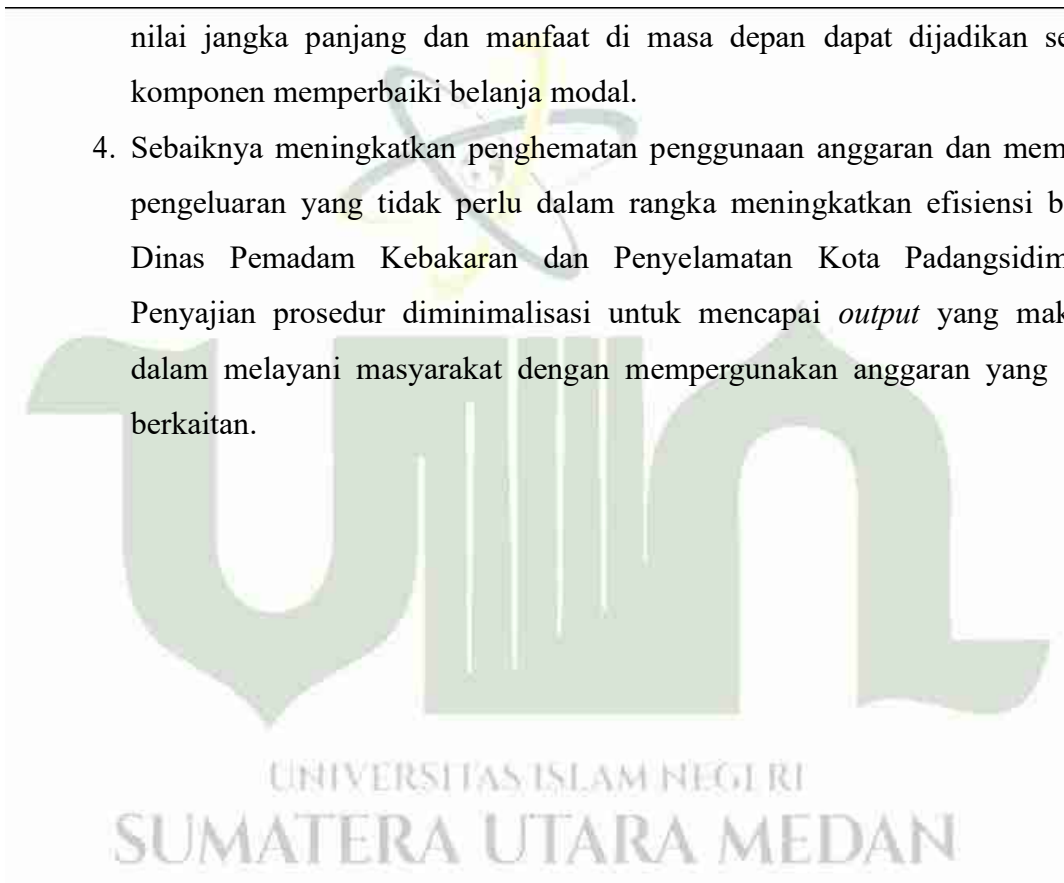 nilai jangka panjang dan manfaat di masa depan dapat dijadikan se
komponen memperbaiki belanja modal.
4. Sebaiknya meningkatkan penghematan penggunaan anggaran dan mem
pengeluaran yang tidak perlu dalam rangka meningkatkan efisiensi b
Dinas Pemadam Kebakaran dan Penyelamatan Kota Padangsidim
Penyajian prosedur diminimalisasi untuk mencapai output yang mak
dalam melayani masyarakat dengan mempergunakan anggaran yang
berkaitan.
UIN
UNIVERSITAS ISLAM NEGERI
SUMATERA UTARA MEDAN